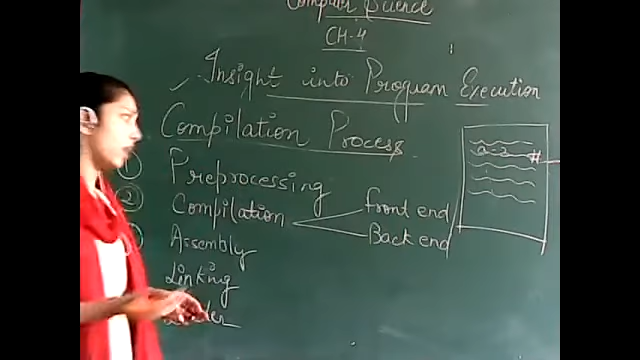 Computer Science
CH-4
Insight into Program Execution
Compilation Process
① Preprocessing
② Compilation
Front end
Back end
Assembly
Linking
a=2 #